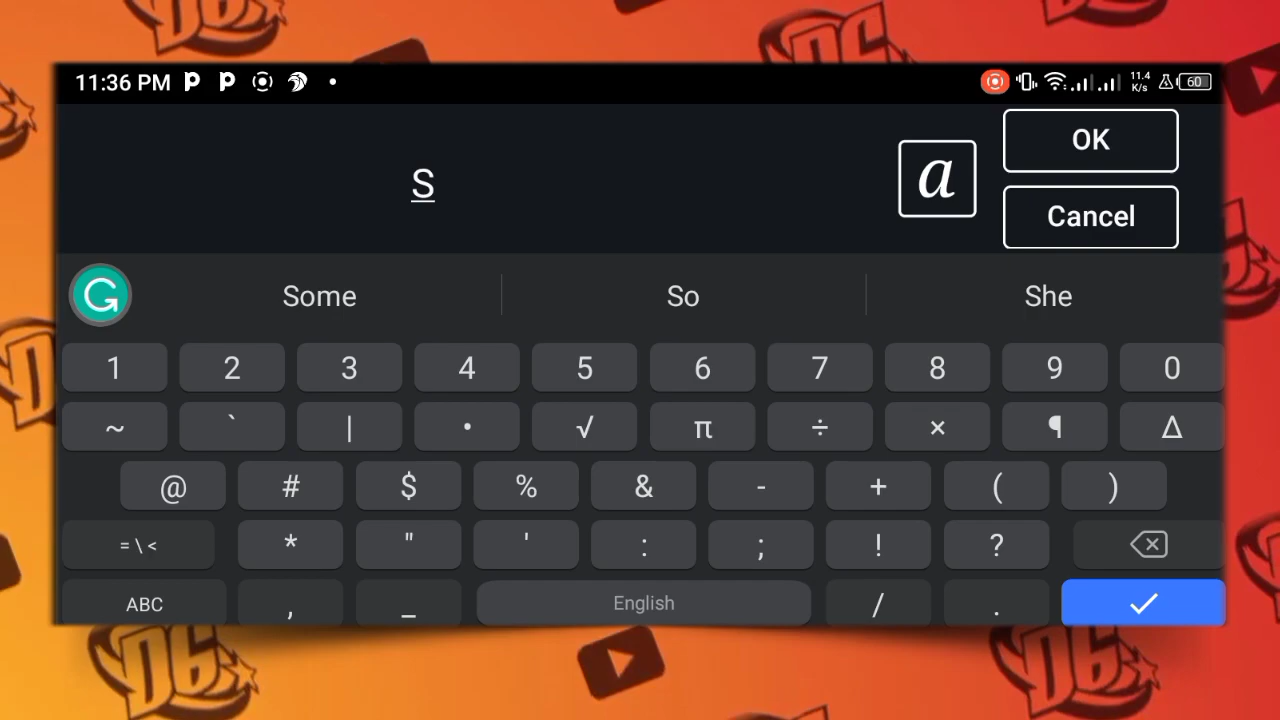 11:36 PM
11.4 K/s
60
S
a
OK
Cancel
Some
So
She
1 2 3 4 5 6 7 8 9 0
~ ` | • √ π ÷ × ¶ Δ
@ # $ % & - + ( )
= \ < * " ' : ; ! ?
ABC , _ English / .